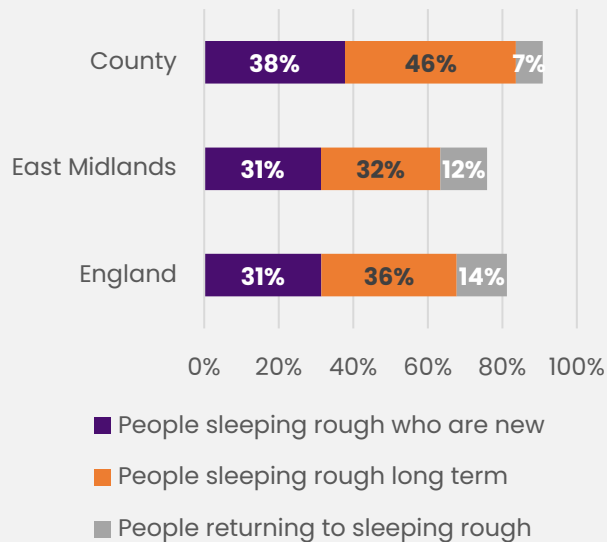 County 38% 46% 7%
East Midlands 31% 32% 12%
England 31% 36% 14%
0% 20% 40% 60% 80% 100%
People sleeping rough who are new
People sleeping rough long term
People returning to sleeping rough